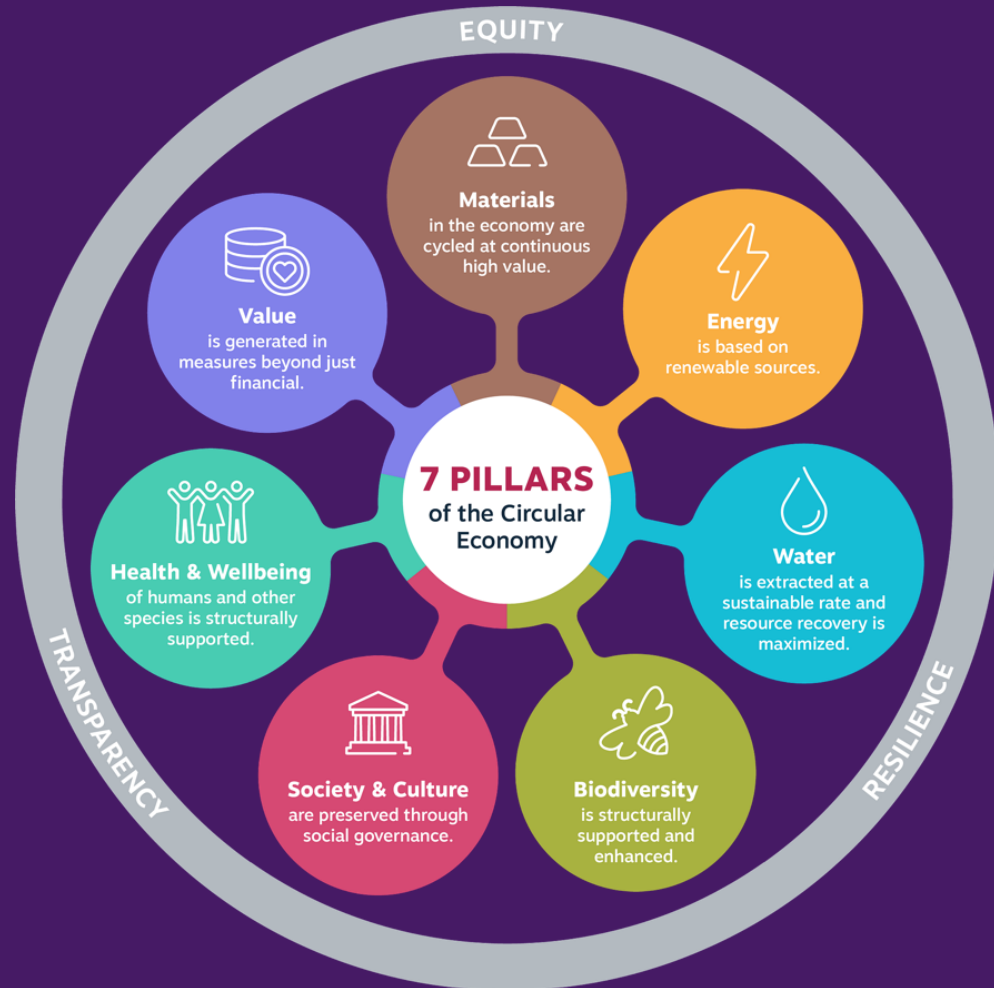 EQUITY
Materials
in the economy are
cycled at continuous
high value.
Energy
is based on
renewable sources.
Water
is extracted at a
sustainable rate and
resource recovery is
maximized.
Biodiversity
is structurally
supported and
enhanced.
Society & Culture
are preserved through
social governance.
Health & Wellbeing
of humans and other
species is structurally
supported.
Value
is generated in
measures beyond just
financial.
7 PILLARS
of the Circular
Economy
RESILIENCE
TRANSPARENCY